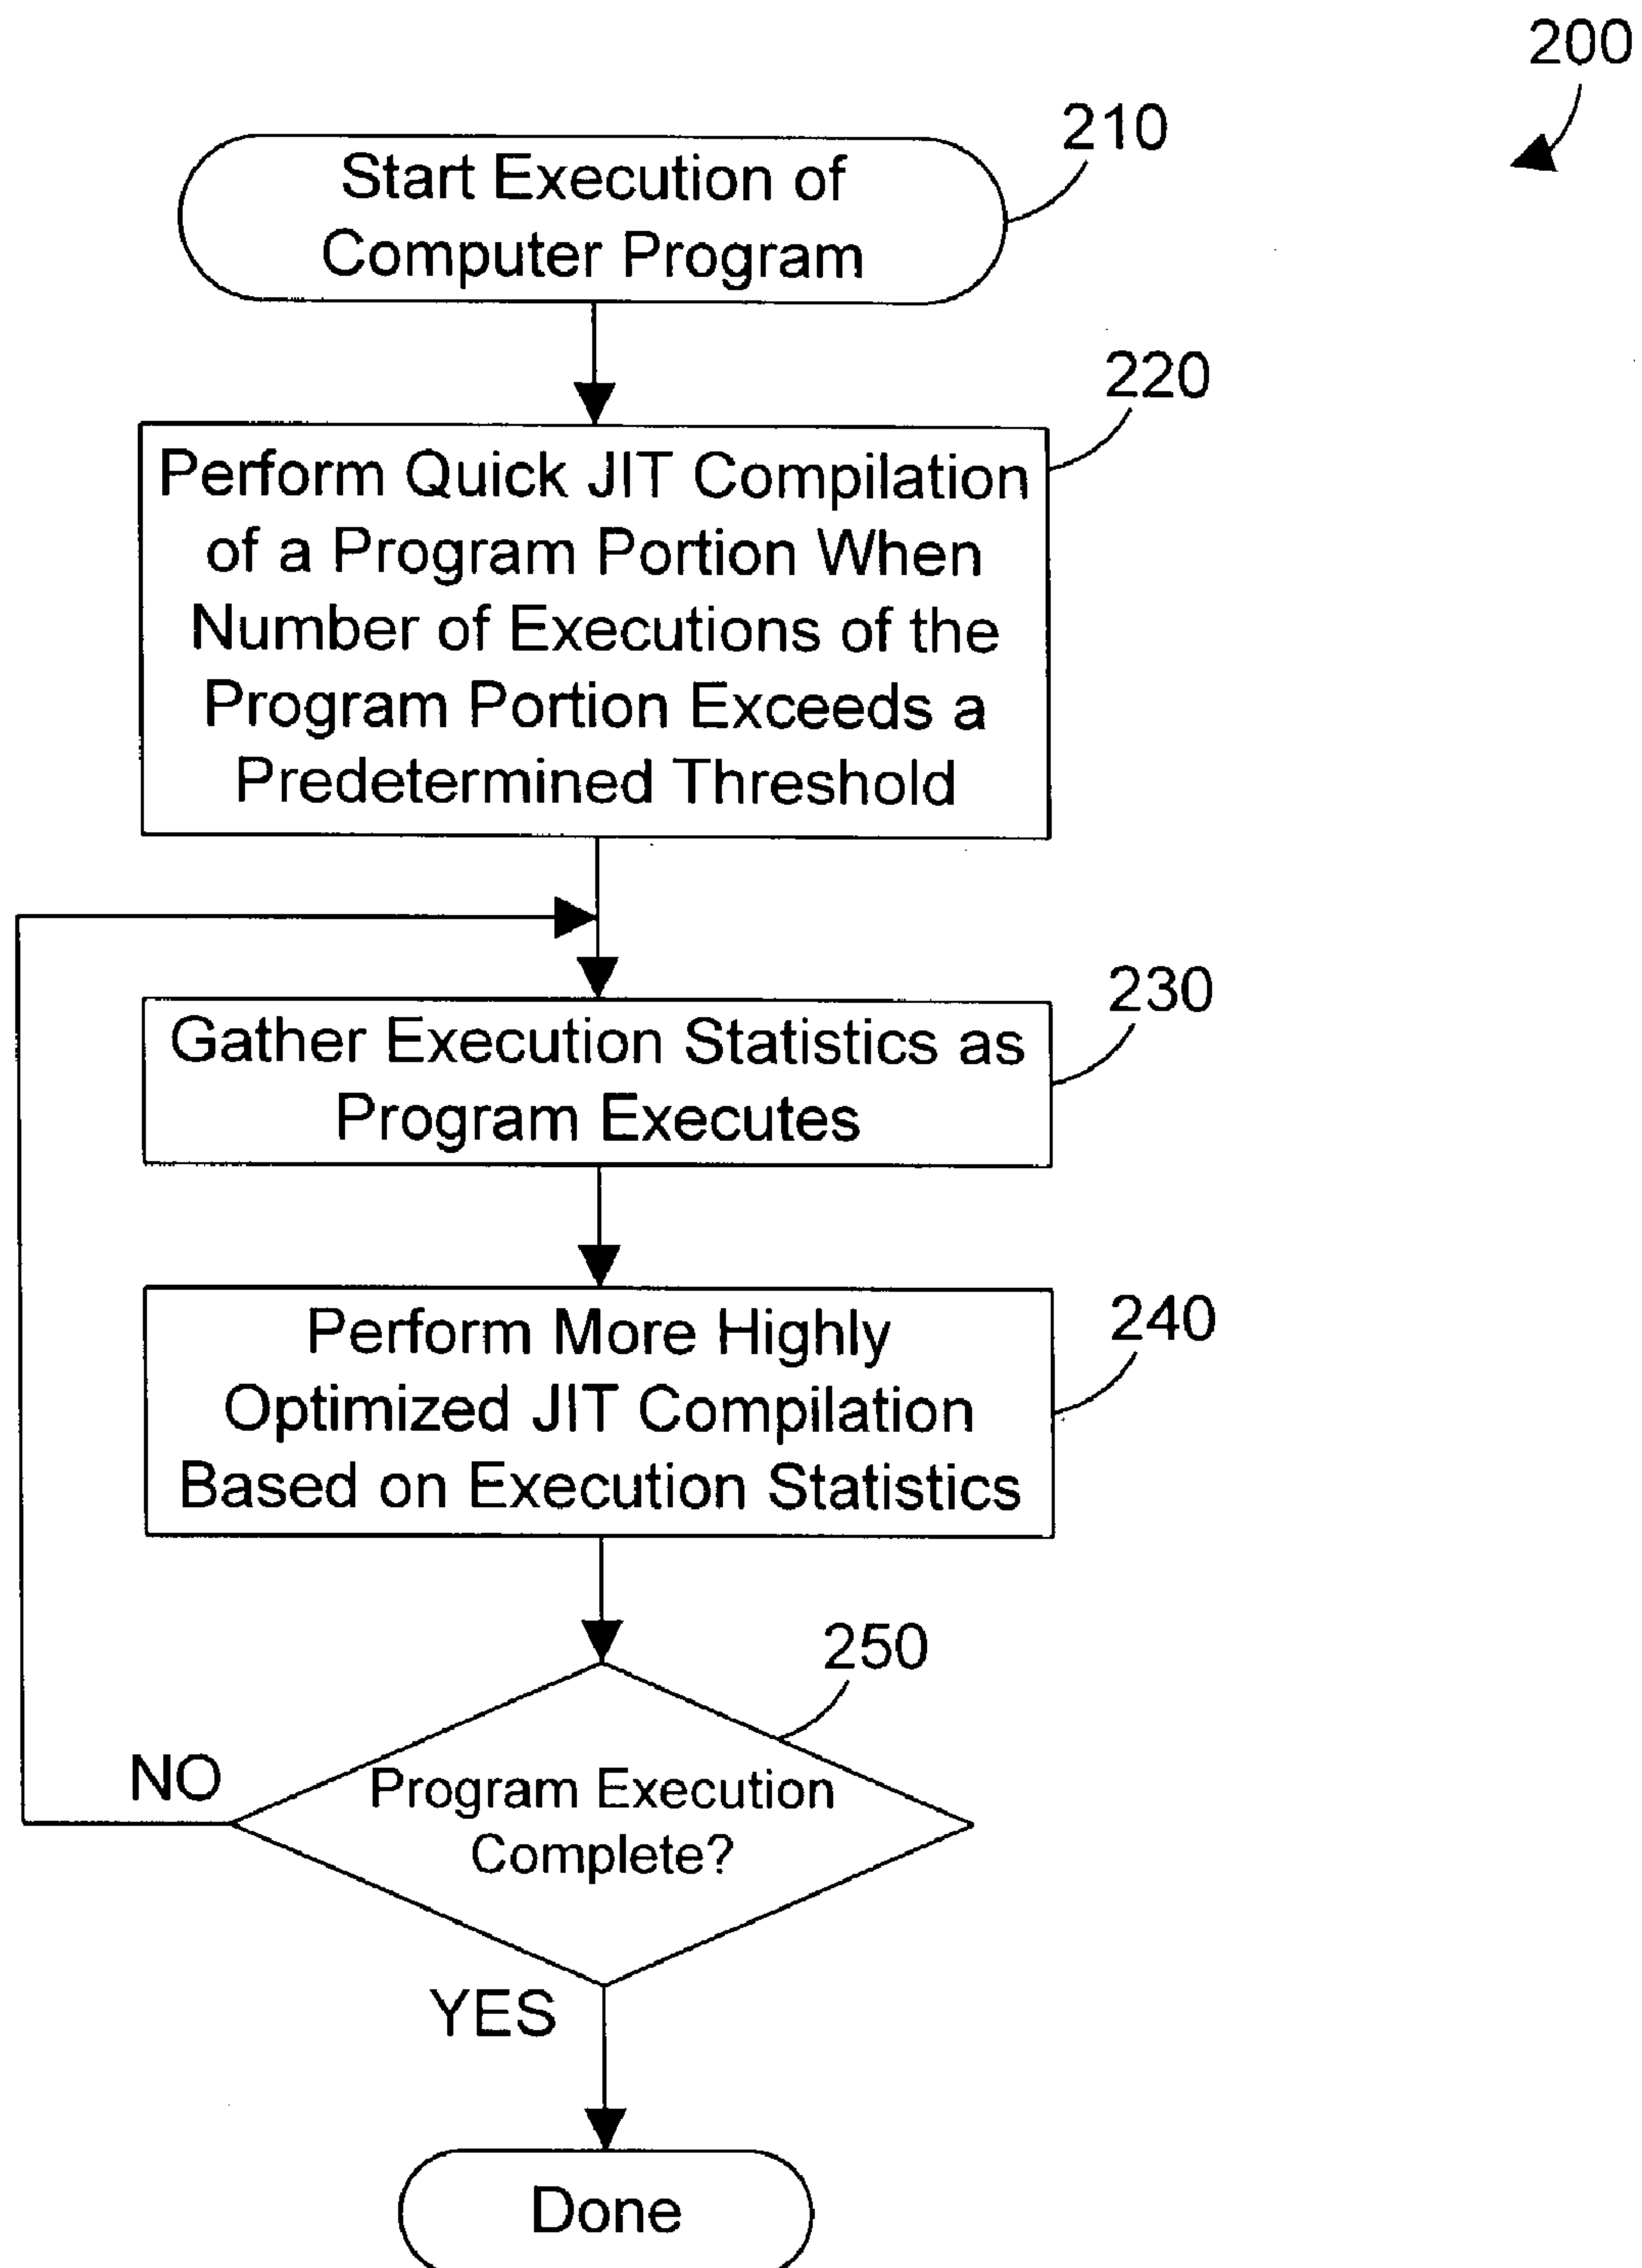 200
210
Start Execution of
Computer Program
220
Perform Quick JIT Compilation
of a Program Portion When
Number of Executions of the
Program Portion Exceeds a
Predetermined Threshold
230
Gather Execution Statistics as
Program Executes
240
Perform More Highly
Optimized JIT Compilation
Based on Execution Statistics
250
NO
Program Execution
Complete?
YES
Done